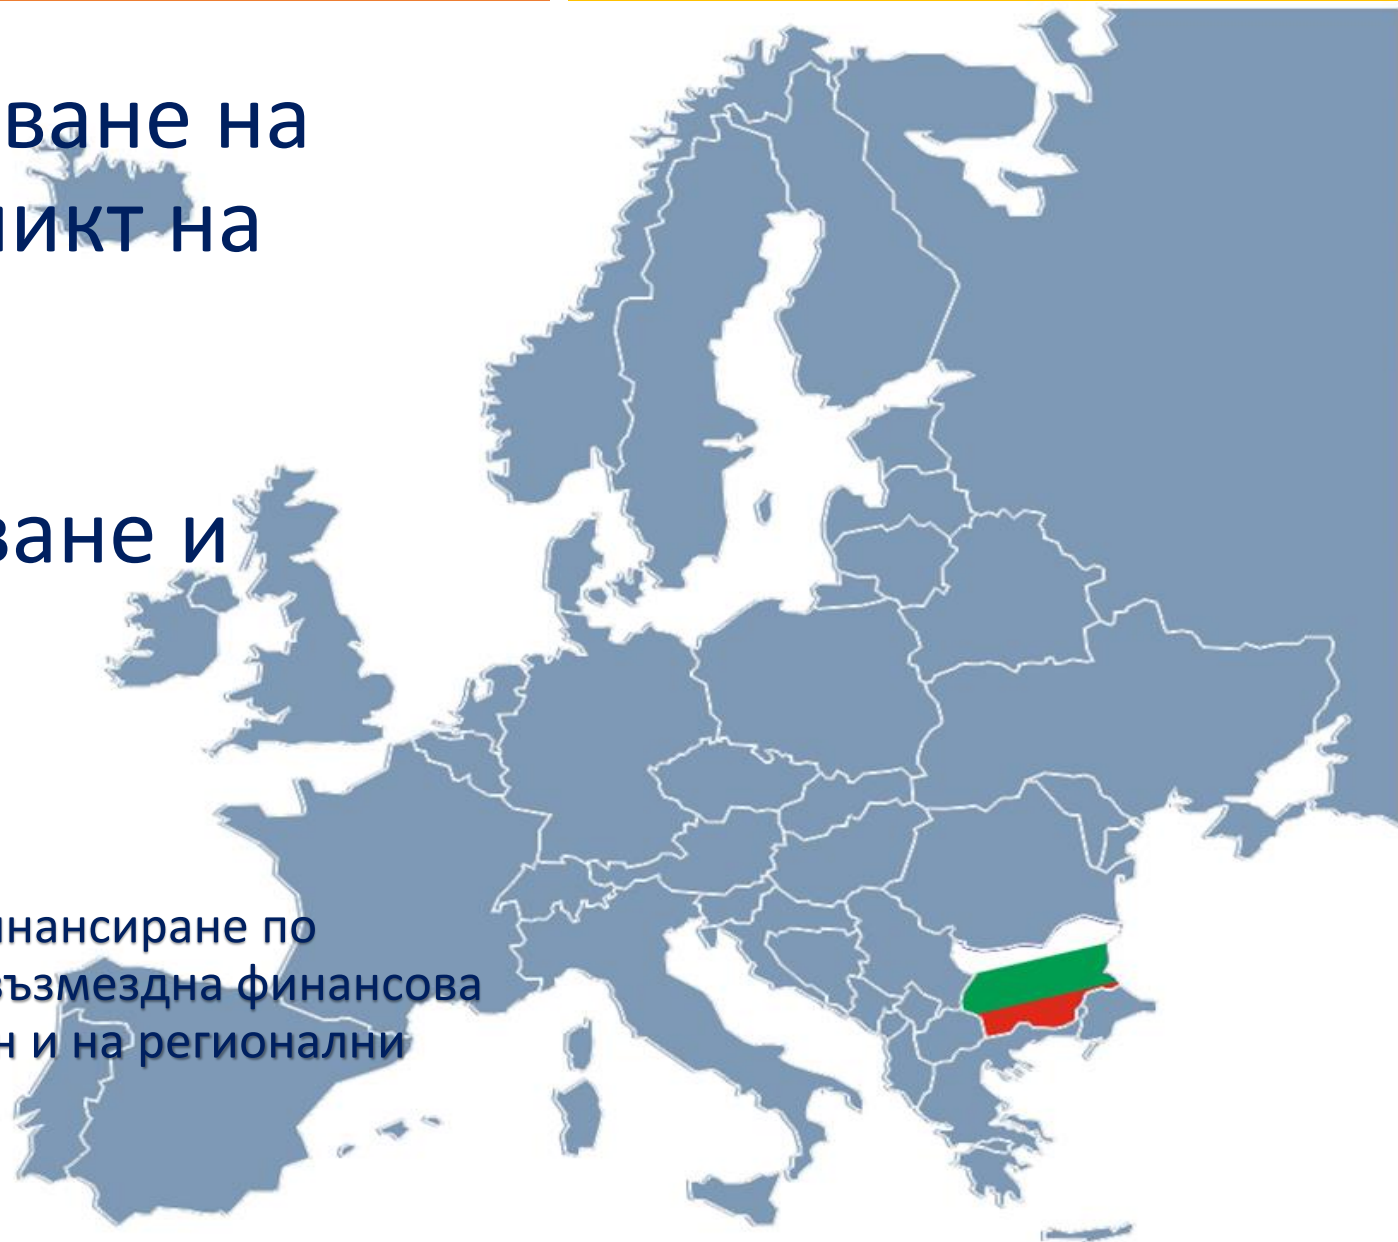 ване на
ликт на
ване и
инансиране по
възмездна финансова
н и на регионални